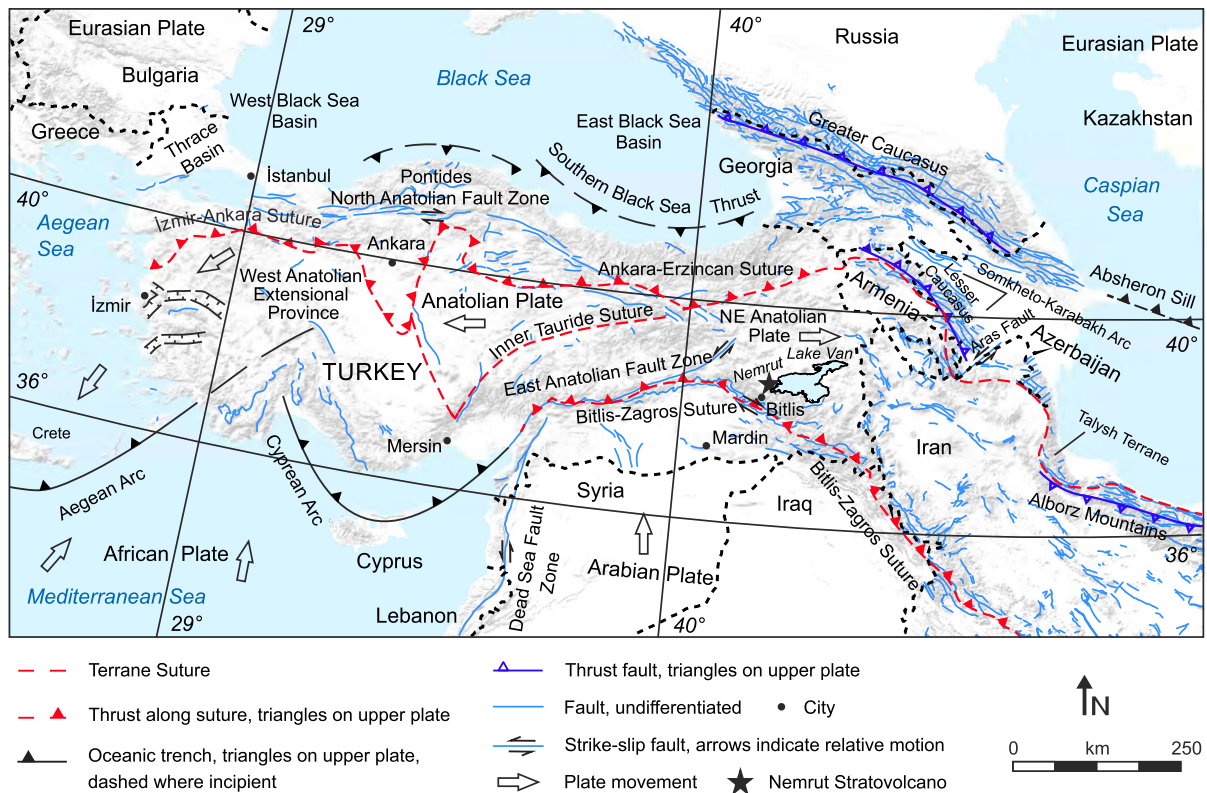 Eurasian Plate
29°
Black Sea
40°
Russia
Eurasian Plate
Bulgaria
West Black Sea
Basin
East Black Sea
Basin
Greater Caucasus
Kazakhstan
Greece
Thrace
Basin
İstanbul
Pontides
North Anatolian Fault Zone
Southern Black Sea Thrust
Georgia
Caspian
Sea
40°
Aegean
Sea
İzmir-Ankara Suture
Ankara
Ankara-Erzincan Suture
Armenia
Lesser
Caucasus
Somkheto-Karabakh Arc
Absheron Sill
İzmir
West Anatolian
Extensional
Province
Anatolian Plate
Inner Tauride Suture
NE Anatolian
Plate
Aras Fault
Azerbaijan
40°
36°
TURKEY
East Anatolian Fault Zone
Nemrut
Lake Van
Bitlis-Zagros Suture
Bitlis
Crete
Mersin
Mardin
Iran
Talysh Terrane
Aegean Arc
Cyprean Arc
Syria
Iraq
Bitlis-Zagros Suture
Alborz Mountains
36°
African Plate
Cyprus
Dead Sea Fault
Zone
Arabian Plate
Mediterranean Sea
Lebanon
29°
40°
Terrane Suture
Thrust along suture, triangles on upper plate
Oceanic trench, triangles on upper plate,
dashed where incipient
Thrust fault, triangles on upper plate
Fault, undifferentiated
City
Strike-slip fault, arrows indicate relative motion
Plate movement
Nemrut Stratovolcano
N
0 km 250